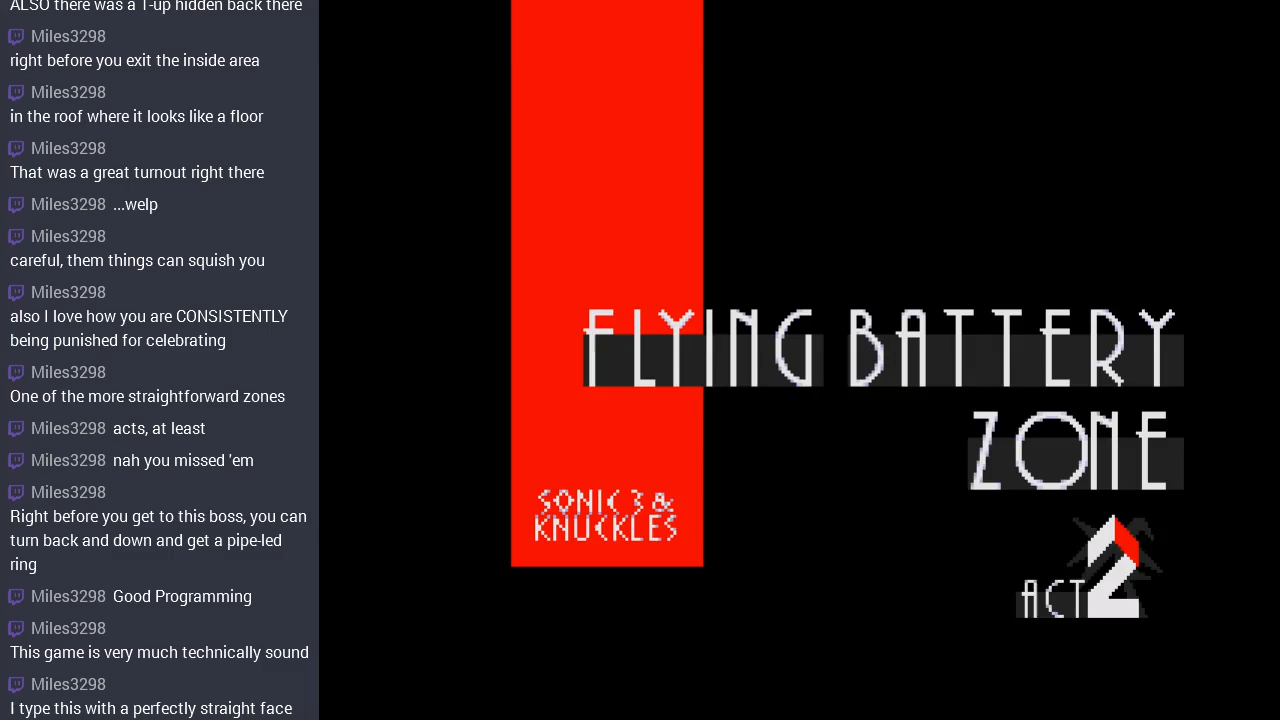 ALSO there was a 1-up hidden back there
Miles3298
right before you exit the inside area
Miles3298
in the roof where it looks like a floor
Miles3298
That was a great turnout right there
Miles3298 ...welp
Miles3298
careful, them things can squish you
Miles3298
also I love how you are CONSISTENTLY
being punished for celebrating
Miles3298
One of the more straightforward zones
Miles3298 acts, at least
Miles3298 nah you missed 'em
Miles3298
Right before you get to this boss, you can
turn back and down and get a pipe-led
ring
Miles3298 Good Programming
Miles3298
This game is very much technically sound
Miles3298
I type this with a perfectly straight face
FLYING BATTERY
ZONE
SONIC 3 &
KNUCKLES
ACT 2